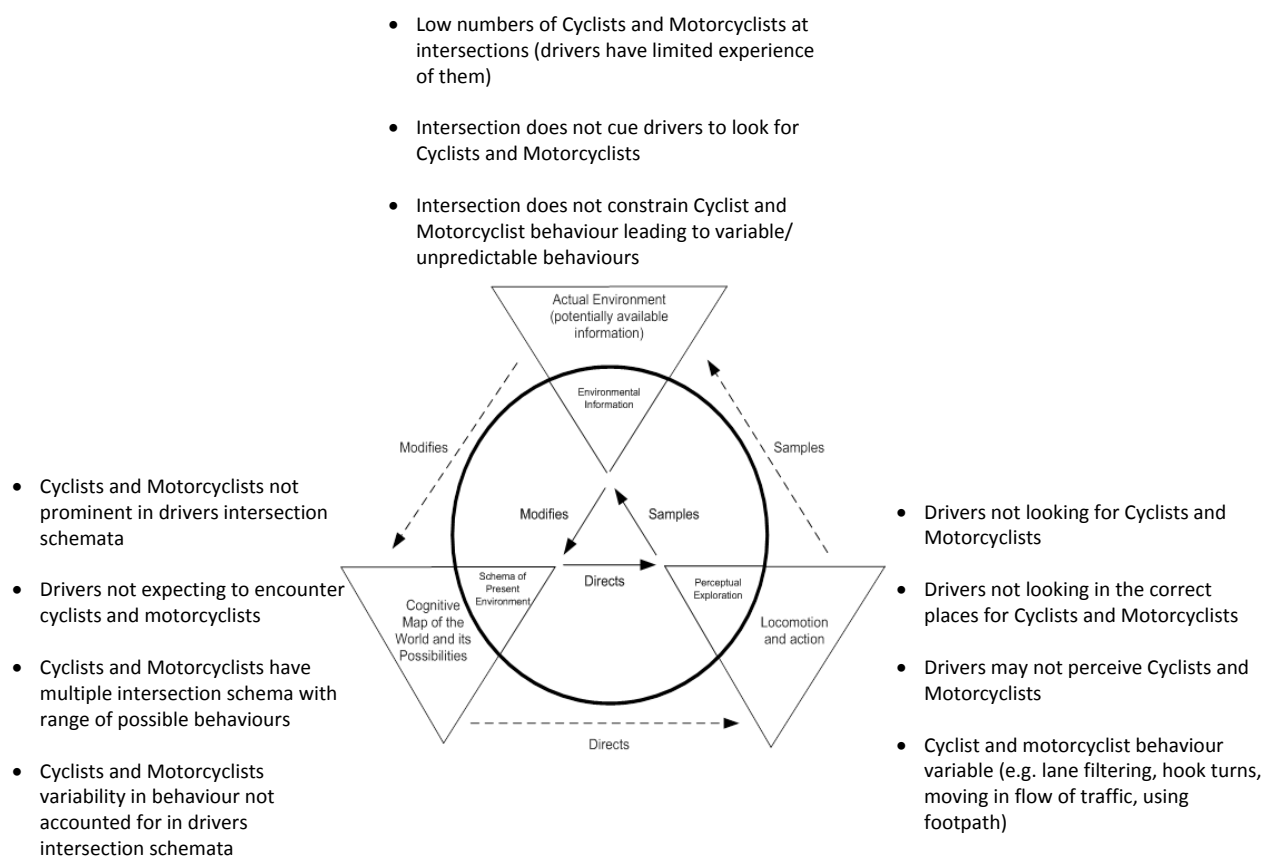 • Low numbers of Cyclists and Motorcyclists at
intersections (drivers have limited experience
of them)
• Intersection does not cue drivers to look for
Cyclists and Motorcyclists
• Intersection does not constrain Cyclist and
Motorcyclist behaviour leading to variable/
unpredictable behaviours
Actual Environment
(potentially available
information)
Environmental
Information
Modifies
Samples
Modifies
Samples
Directs
Schema of
Present
Environment
Perceptual
Exploration
Cognitive
Map of the
World and its
Possibilities
Locomotion
and action
Directs
• Cyclists and Motorcyclists not
prominent in drivers intersection
schemata
• Drivers not expecting to encounter
cyclists and motorcyclists
• Cyclists and Motorcyclists have
multiple intersection schema with
range of possible behaviours
• Cyclists and Motorcyclists
variability in behaviour not
accounted for in drivers
intersection schemata
• Drivers not looking for Cyclists and
Motorcyclists
• Drivers not looking in the correct
places for Cyclists and Motorcyclists
• Drivers may not perceive Cyclists and
Motorcyclists
• Cyclist and motorcyclist behaviour
variable (e.g. lane filtering, hook turns,
moving in flow of traffic, using
footpath)